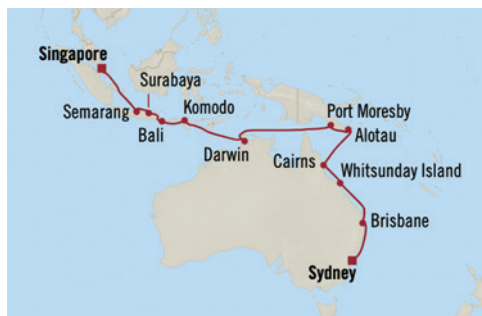 Singapore
Surabaya
Semarang
Komodo
Bali
Port Moresby
Darwin
Alotau
Cairns
Whitsunday Island
Brisbane
Sydney